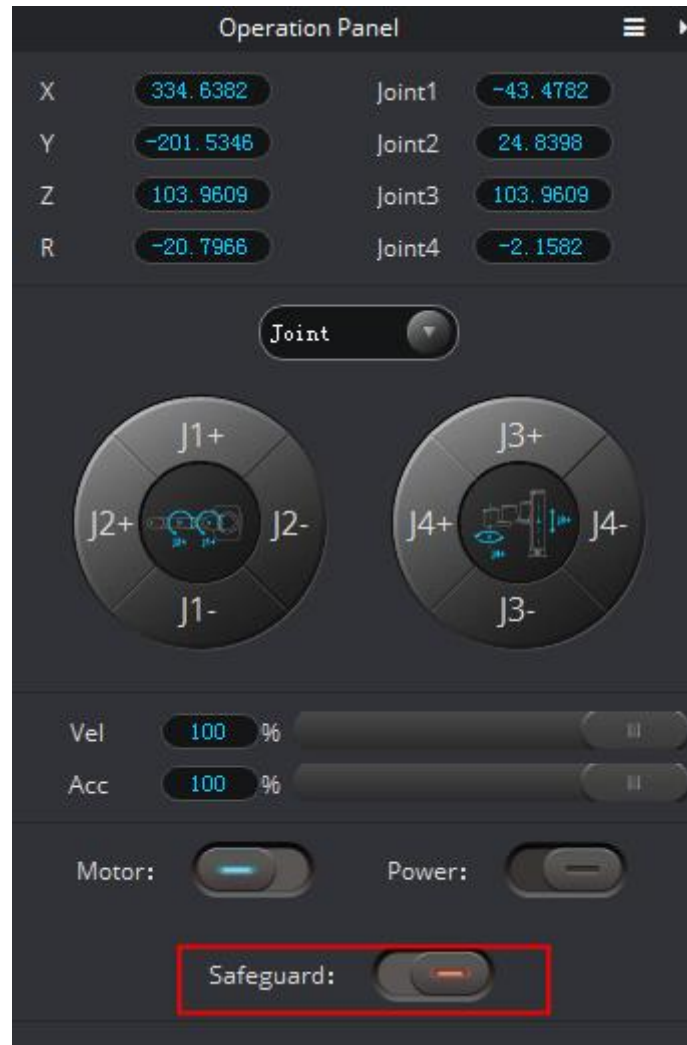 Operation Panel
X 334.6382 Joint1 -43.4782
Y -201.5346 Joint2 24.8398
Z 103.9609 Joint3 103.9609
R -20.7966 Joint4 -2.1582
Joint
J1+ J3+
J2+ J2- J4+ J4-
J1- J3-
Vel 100 %
Acc 100 %
Motor: Power:
Safeguard: